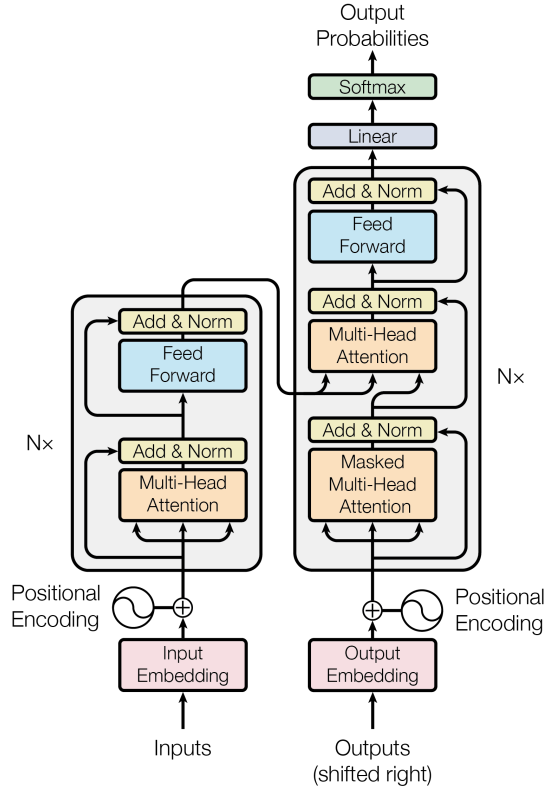 Output
Probabilities
Softmax
Linear
Add & Norm
Feed
Forward
Add & Norm
Multi-Head
Attention
Add & Norm
Masked
Multi-Head
Attention
N×
Add & Norm
Feed
Forward
Add & Norm
Multi-Head
Attention
N×
Positional
Encoding
Positional
Encoding
Input
Embedding
Output
Embedding
Inputs
Outputs
(shifted right)